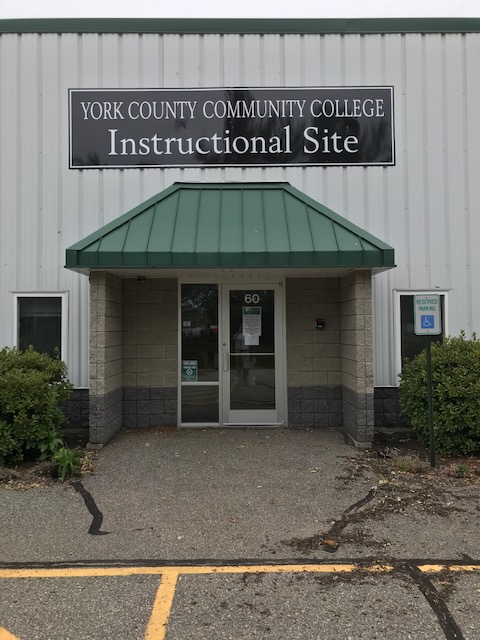 YORK COUNTY COMMUNITY COLLEGE
Instructional Site
60
RESERVED
PARKING